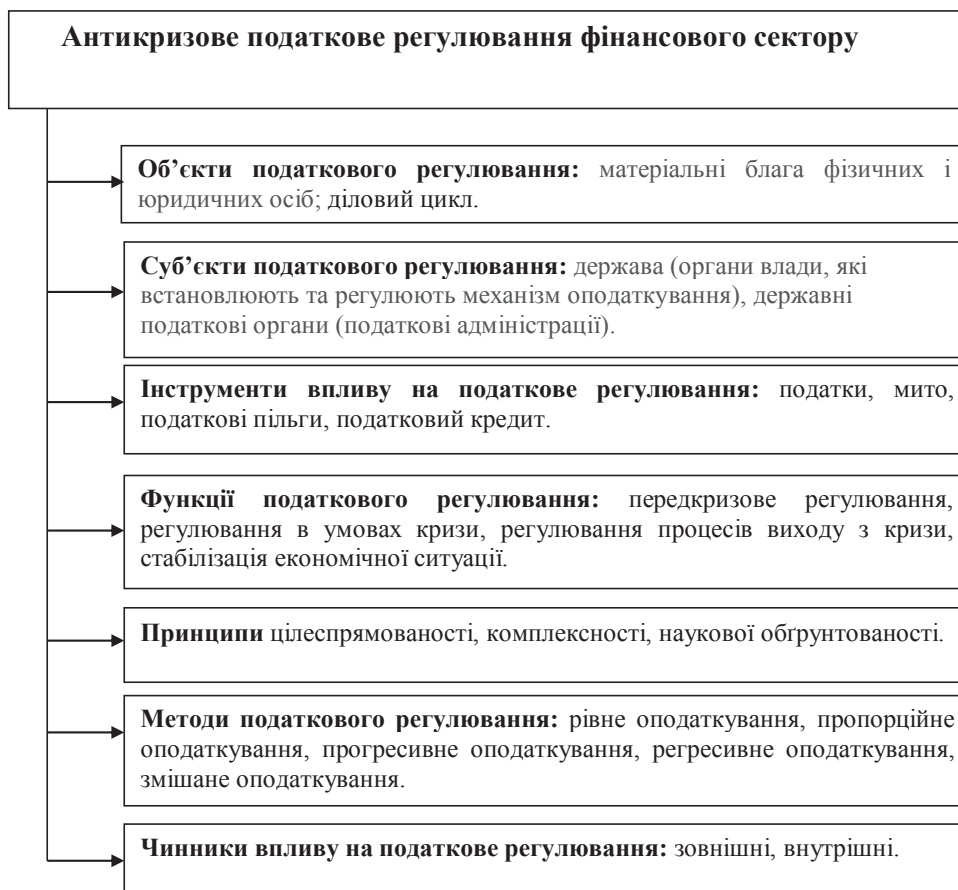 Антикризове податкове регулювання фінансового сектору
Об’єкти податкового регулювання: матеріальні блага фізичних і
юридичних осіб; діловий цикл.
Суб’єкти податкового регулювання: держава (органи влади, які
встановлюють та регулюють механізм оподаткування), державні
податкові органи (податкові адміністрації).
Інструменти впливу на податкове регулювання: податки, мито,
податкові пільги, податковий кредит.
Функції податкового регулювання: передкризове регулювання,
регулювання в умовах кризи, регулювання процесів виходу з кризи,
стабілізація економічної ситуації.
Принципи цілеспрямованості, комплексності, наукової обґрунтованості.
Методи податкового регулювання: рівне оподаткування, пропорційне
оподаткування, прогресивне оподаткування, регресивне оподаткування,
змішане оподаткування.
Чинники впливу на податкове регулювання: зовнішні, внутрішні.